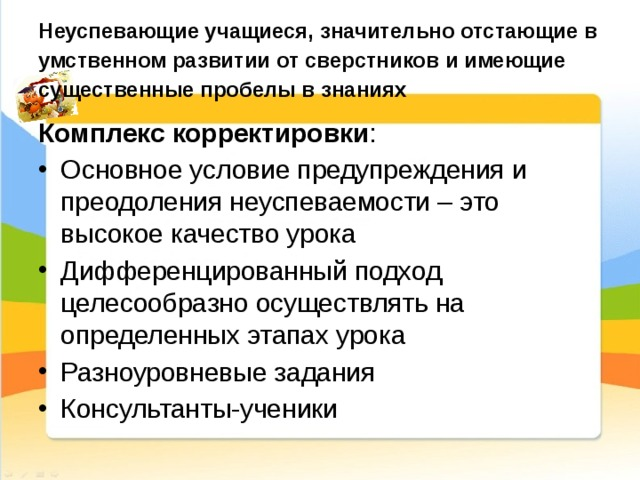 Неуспевающие учащиеся, значительно отстающие в
умственном развитии от сверстников и имеющие
существенные пробелы в знаниях
Комплекс корректировки:
• Основное условие предупреждения и
преодоления неуспеваемости – это
высокое качество урока
• Дифференцированный подход
целесообразно осуществлять на
определенных этапах урока
• Разноуровневые задания
• Консультанты-ученики